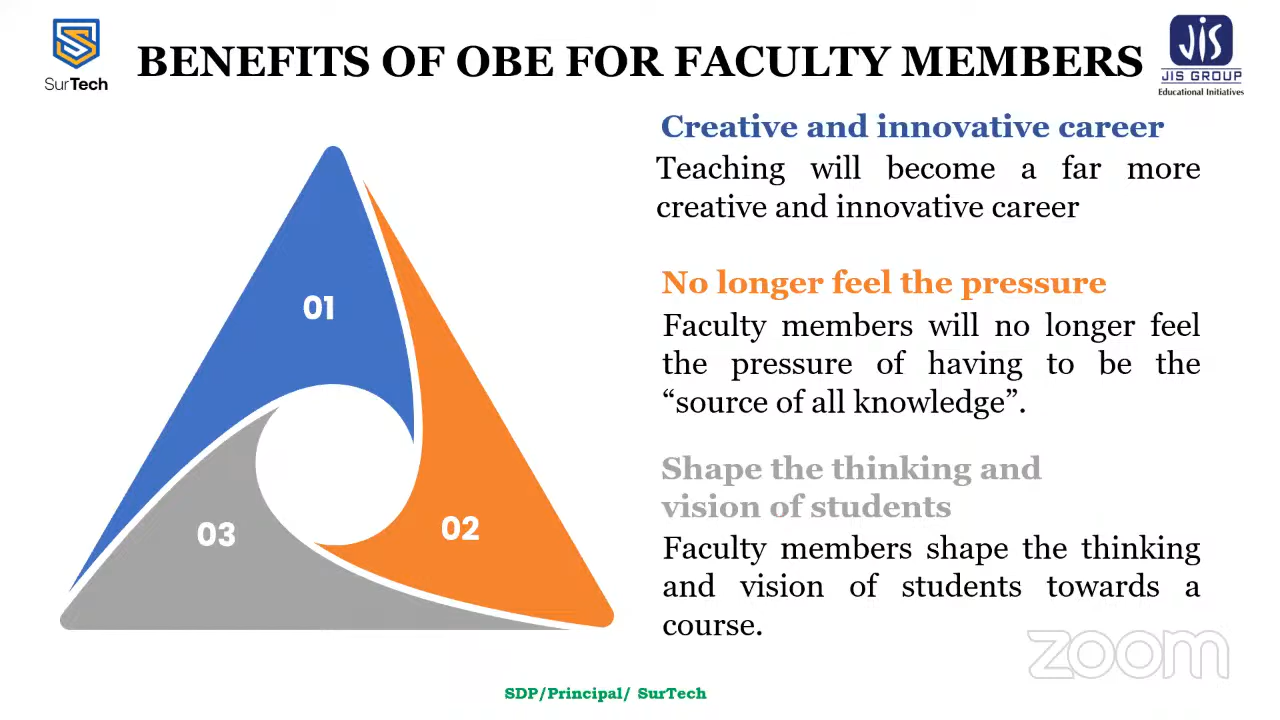 SurTech
BENEFITS OF OBE FOR FACULTY MEMBERS
JIS
JIS GROUP
Educational Initiatives
01
02
03
Creative and innovative career
Teaching will become a far more
creative and innovative career
No longer feel the pressure
Faculty members will no longer feel
the pressure of having to be the
“source of all knowledge”.
Shape the thinking and
vision of students
Faculty members shape the thinking
and vision of students towards a
course.
zoom
SDP/Principal/ SurTech